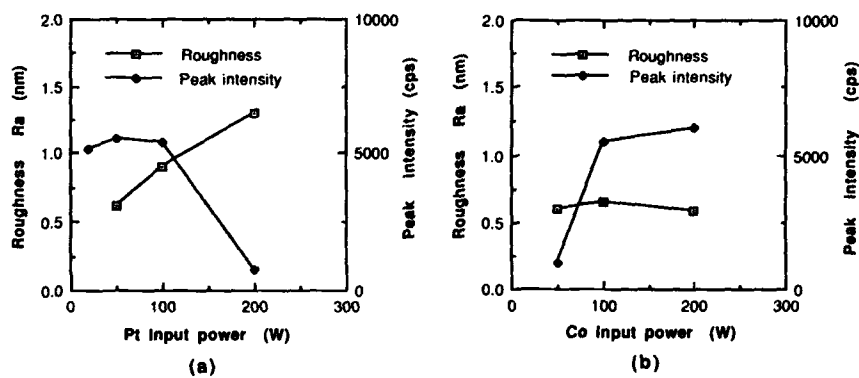 2.0
1.5
1.0
0.5
0.0
Roughness Ra (nm)
Roughness
Peak intensity
10000
5000
0
Peak intensity (cps)
0
100
200
300
Pt input power (W)
(a)
2.0
1.5
1.0
0.5
0.0
Roughness Ra (nm)
Roughness
Peak intensity
10000
5000
0
Peak intensity (cps)
0
100
200
300
Co input power (W)
(b)